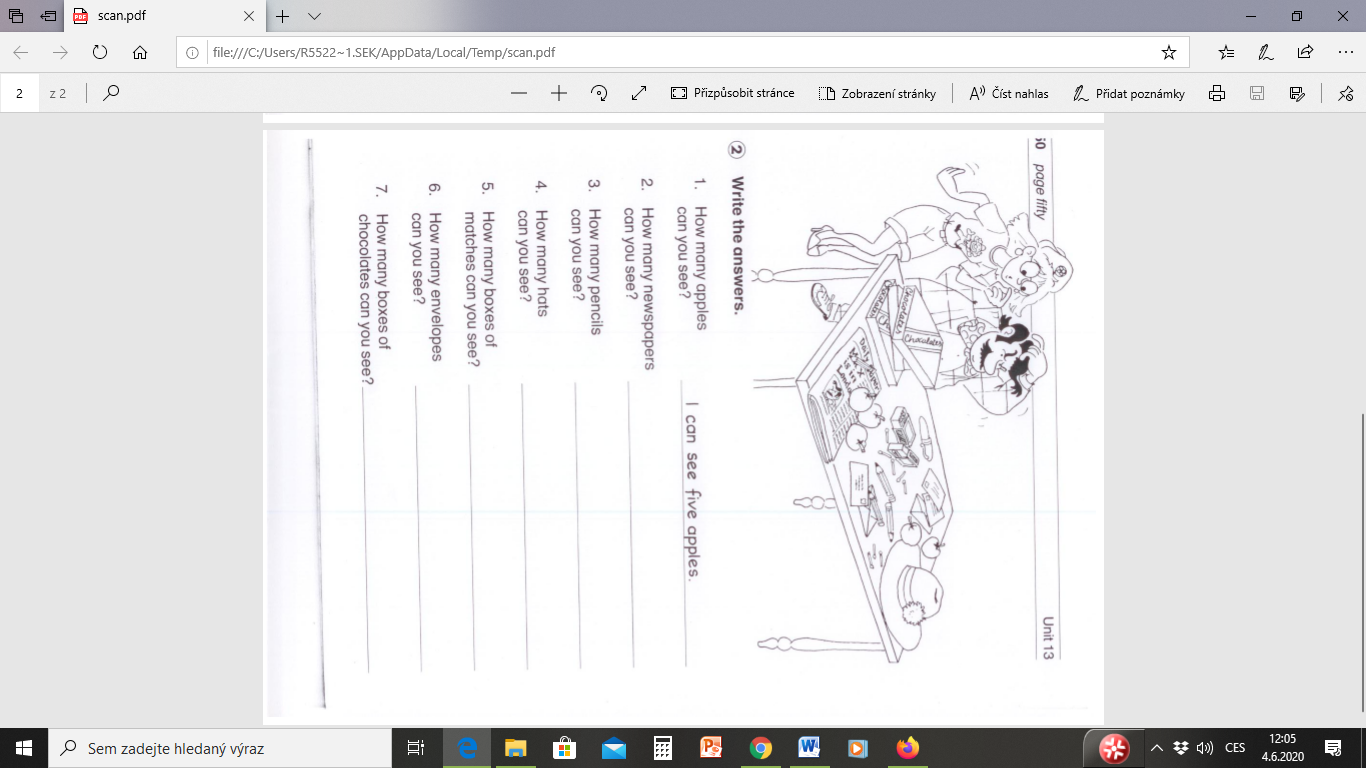 scan.pdf
file:///C:/Users/R5522~1.SEK/AppData/Local/Temp/scan.pdf
2 z 2
Přizpůsobit stránce
Zobrazení stránky
Číst nahlas
Přidat poznámky
50 page fifty
Unit 13
Chocolates
Chocolates
② Write the answers.
1. How many apples
can you see?
I can see five apples.
2. How many newspapers
can you see?
3. How many pencils
can you see?
4. How many hats
can you see?
5. How many boxes of
matches can you see?
6. How many envelopes
can you see?
7. How many boxes of
chocolates can you see?
Sem zadejte hledaný výraz
CES
12:05
4.6.2020